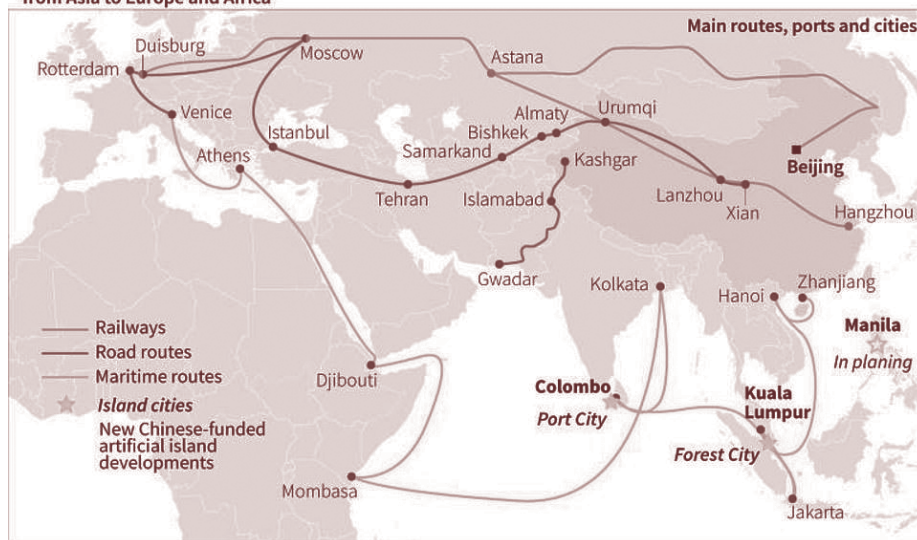 from Asia to Europe and Africa
Main routes, ports and cities
Moscow
Duisburg
Rotterdam
Astana
Venice
Urumqi
Almaty
Istanbul
Bishkek
Athens
Samarkand
Kashgar
Beijing
Tehran
Islamabad
Lanzhou
Xian
Hangzhou
Gwadar
Kolkata
Hanoi
Zhanjiang
Railways
Manila
Road routes
In planing
Maritime routes
Djibouti
Colombo
Kuala
Lumpur
Island cities
Port City
New Chinese-funded
artificial island
developments
Forest City
Mombasa
Jakarta